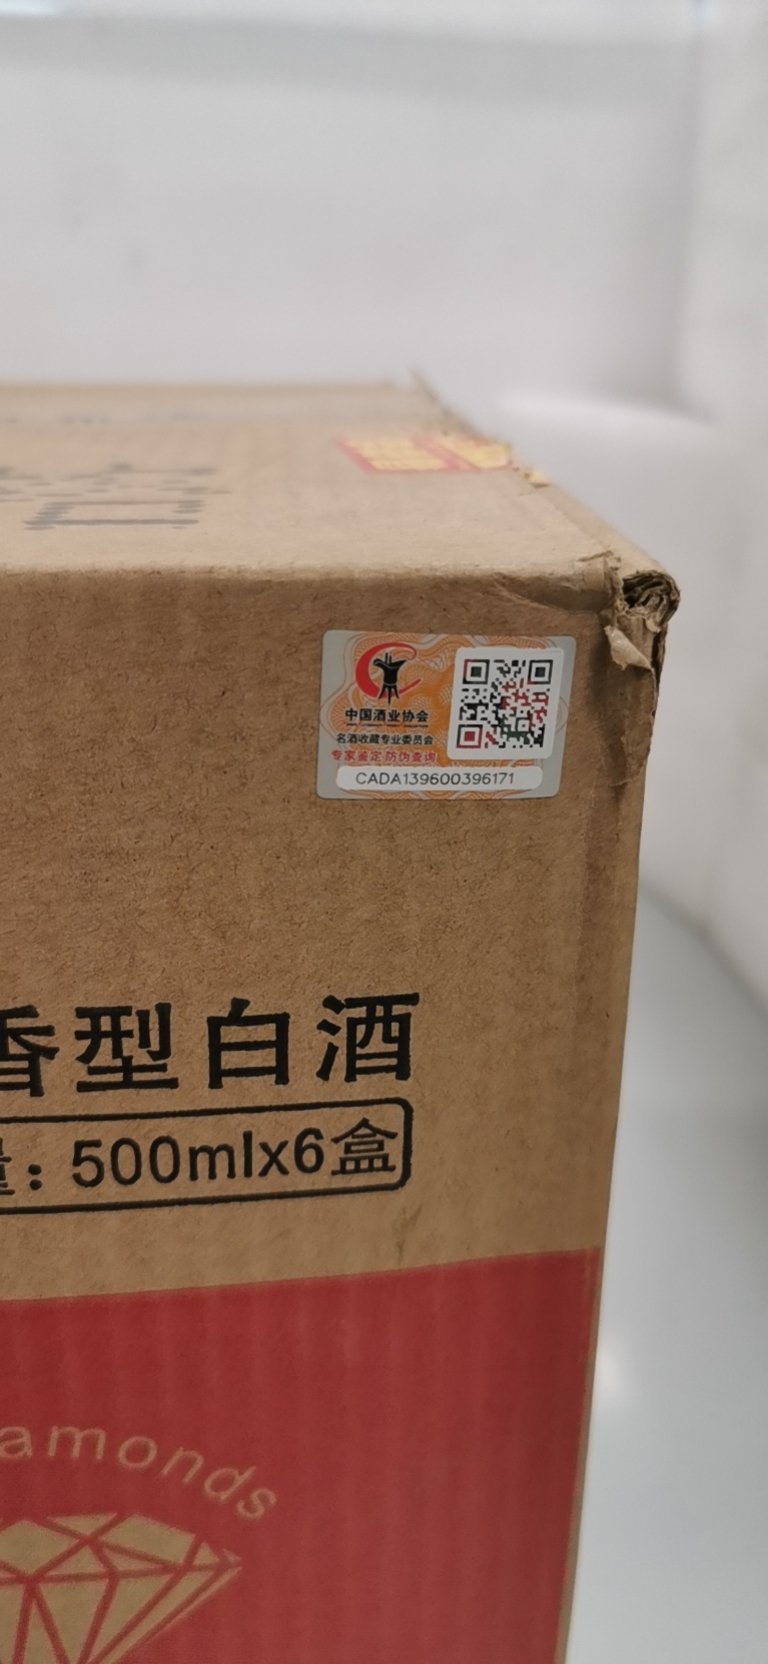 中国酒业协会
名酒收藏专业委员会
专家鉴定 防伪查询
CADA139600396171
香型白酒
量：500mlx6盒
amonds